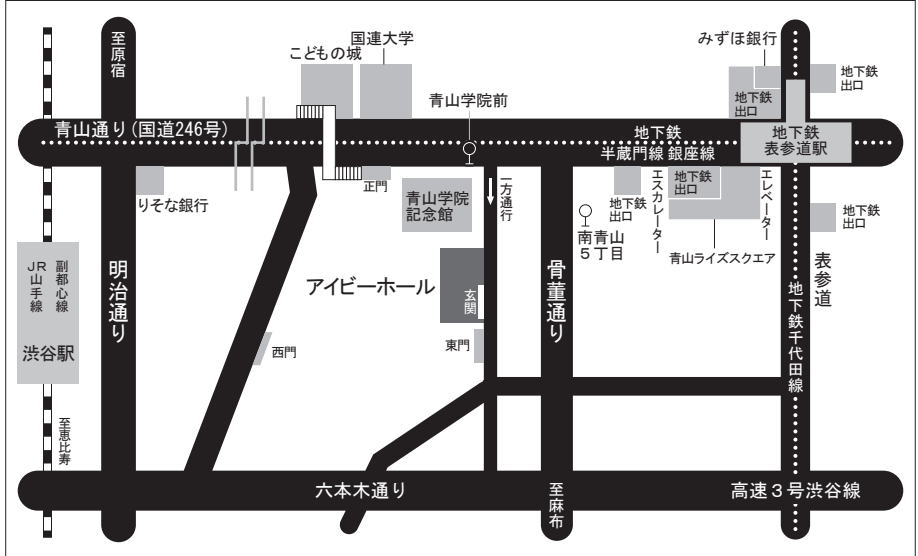 至原宿
こどもの城
国連大学
青山学院前
みずほ銀行
地下鉄
出口
地下鉄
出口
青山通り(国道246号)
地下鉄
半蔵門線 銀座線
地下鉄
表参道駅
りそな銀行
正門
青山学院
記念館
一方通行
地下鉄
出口
エスカレーター
地下鉄
出口
エレベーター
地下鉄
出口
南青山
5丁目
青山ライズスクエア
JR
山手線
副都心線
渋谷駅
明治通り
アイビーホール
玄関
骨董通り
表参道
地下鉄千代田線
西門
東門
至恵比寿
六本木通り
至麻布
高速3号渋谷線